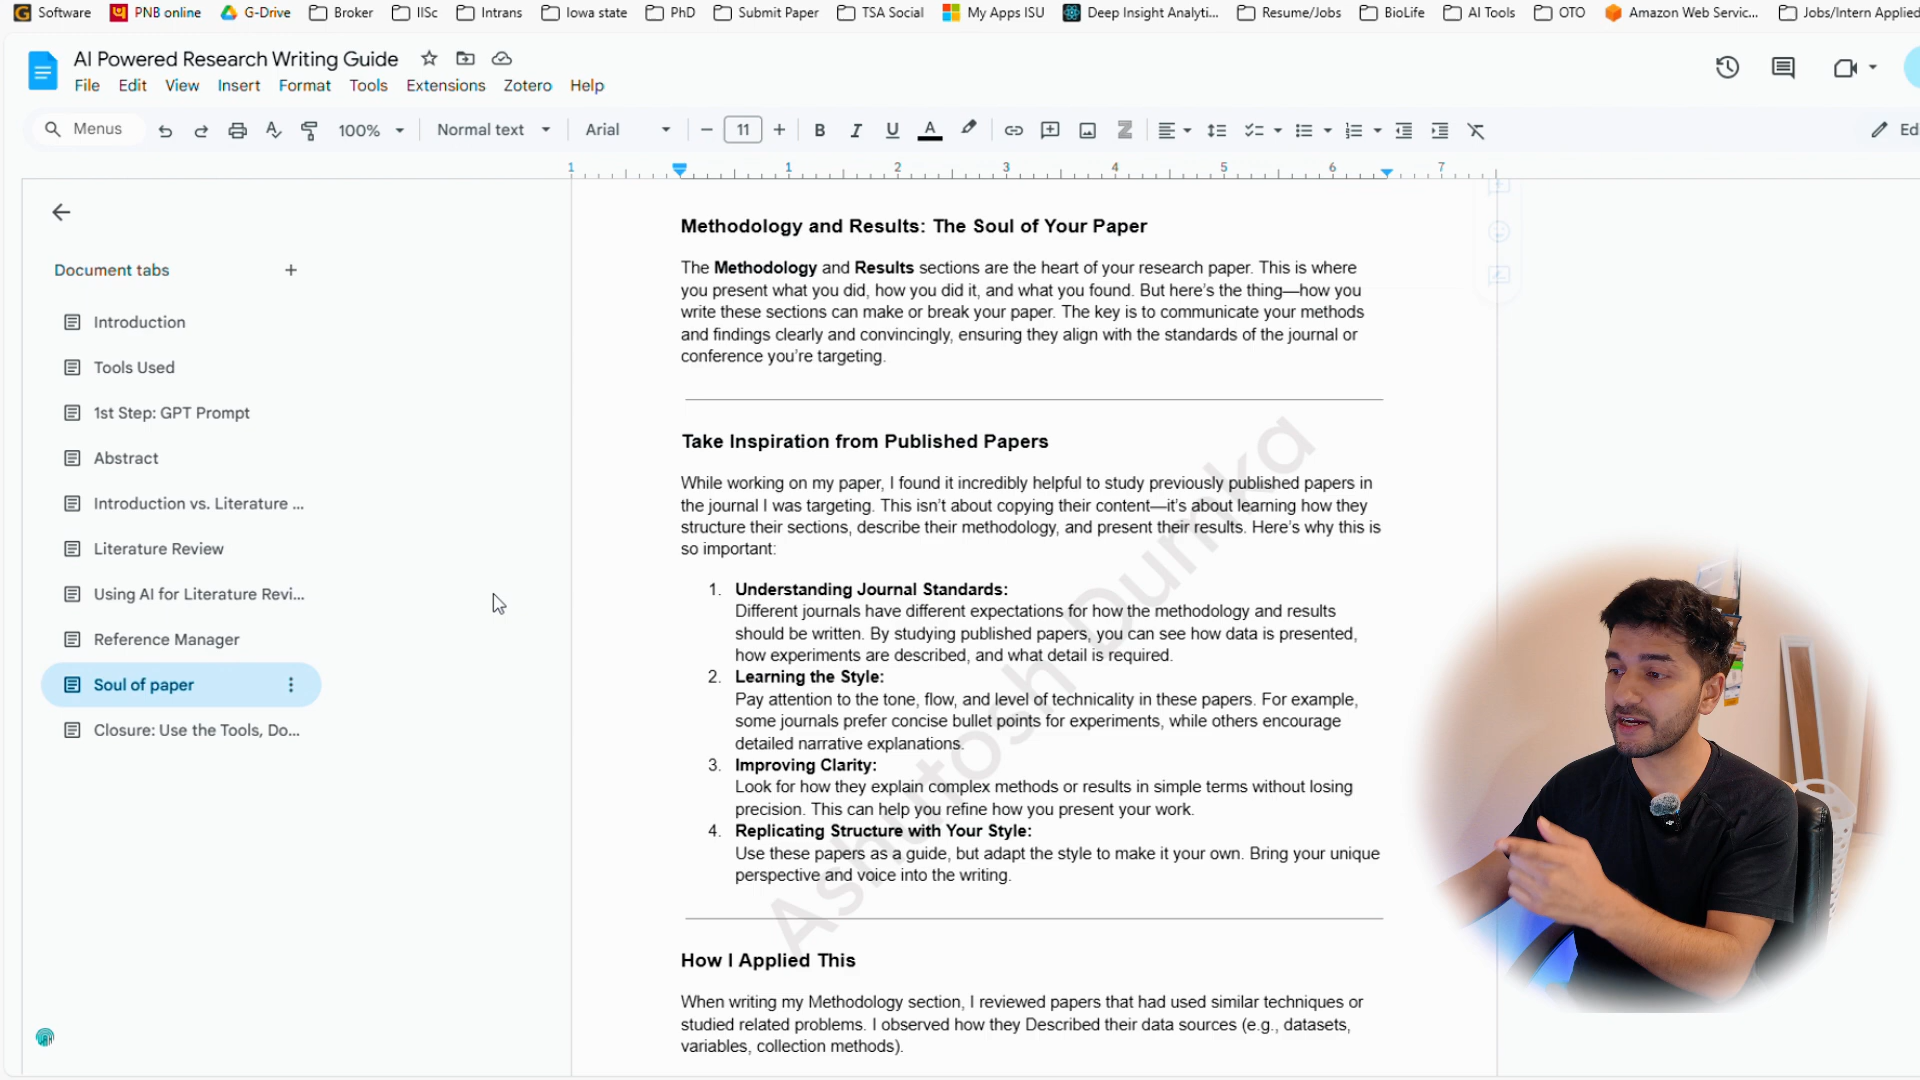 Software PNB online G-Drive Broker IISc Intrans Iowa state PhD Submit Paper TSA Social My Apps ISU Deep Insight Analyti... Resume/Jobs BioLife AI Tools OTO Amazon Web Servic... Jobs/Intern Applied
AI Powered Research Writing Guide
File Edit View Insert Format Tools Extensions Zotero Help
Menus 100% Normal text Arial 11 Edi
1 1 2 3 4 5 6 7
Document tabs
Introduction
Tools Used
1st Step: GPT Prompt
Abstract
Introduction vs. Literature ...
Literature Review
Using AI for Literature Revi...
Reference Manager
Soul of paper
Closure: Use the Tools, Do...
Methodology and Results: The Soul of Your Paper
The Methodology and Results sections are the heart of your research paper. This is where
you present what you did, how you did it, and what you found. But here's the thing—how you
write these sections can make or break your paper. The key is to communicate your methods
and findings clearly and convincingly, ensuring they align with the standards of the journal or
conference you're targeting.
Take Inspiration from Published Papers
While working on my paper, I found it incredibly helpful to study previously published papers in
the journal I was targeting. This isn't about copying their content—it's about learning how they
structure their sections, describe their methodology, and present their results. Here's why this is
so important:
1. Understanding Journal Standards:
Different journals have different expectations for how the methodology and results
should be written. By studying published papers, you can see how data is presented,
how experiments are described, and what detail is required.
2. Learning the Style:
Pay attention to the tone, flow, and level of technicality in these papers. For example,
some journals prefer concise bullet points for experiments, while others encourage
detailed narrative explanations.
3. Improving Clarity:
Look for how they explain complex methods or results in simple terms without losing
precision. This can help you refine how you present your work.
4. Replicating Structure with Your Style:
Use these papers as a guide, but adapt the style to make it your own. Bring your unique
perspective and voice into the writing.
How I Applied This
When writing my Methodology section, I reviewed papers that had used similar techniques or
studied related problems. I observed how they Described their data sources (e.g., datasets,
variables, collection methods).
Ashutosh Dumka